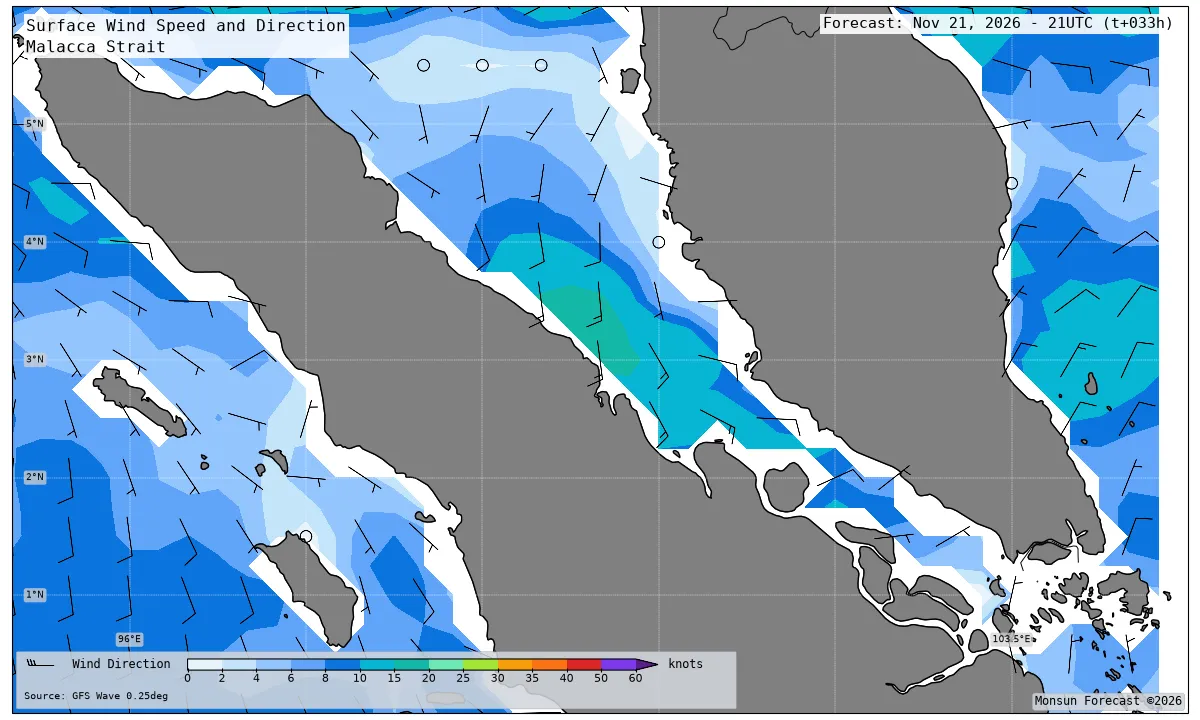 Surface Wind Speed and Direction
Malacca Strait
Forecast: Nov 21, 2026 - 21UTC (t+033h)
5°N
4°N
3°N
2°N
1°N
96°E
103.5°E
Wind Direction
knots
0 2 4 6 8 10 12 15 20 25 30 35 40 50 60
Source: GFS Wave 0.25deg
Monsun Forecast ©2026